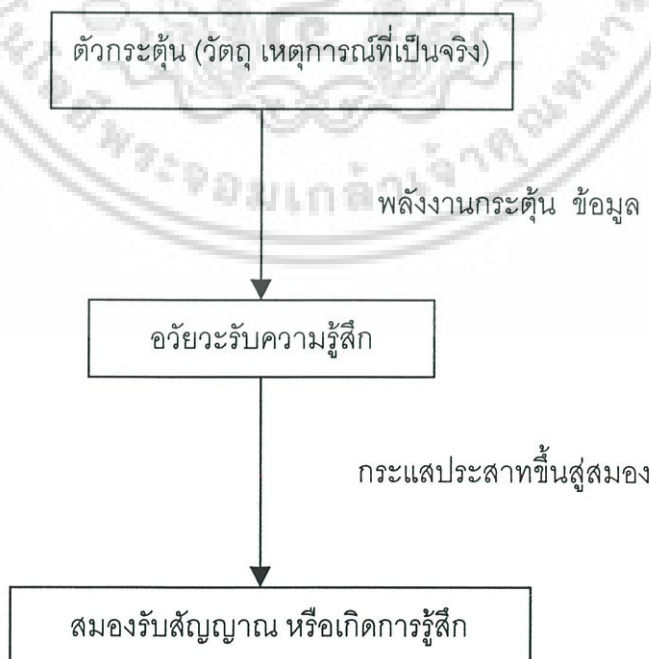 ตัวกระตุ้น (วัตถุ เหตุการณ์ที่เป็นจริง)
พลังงานกระตุ้น ข้อมูล
อวัยวะรับความรู้สึก
กระแสประสาทขึ้นสู่สมอง
สมองรับสัญญาณ หรือเกิดการรู้สึก